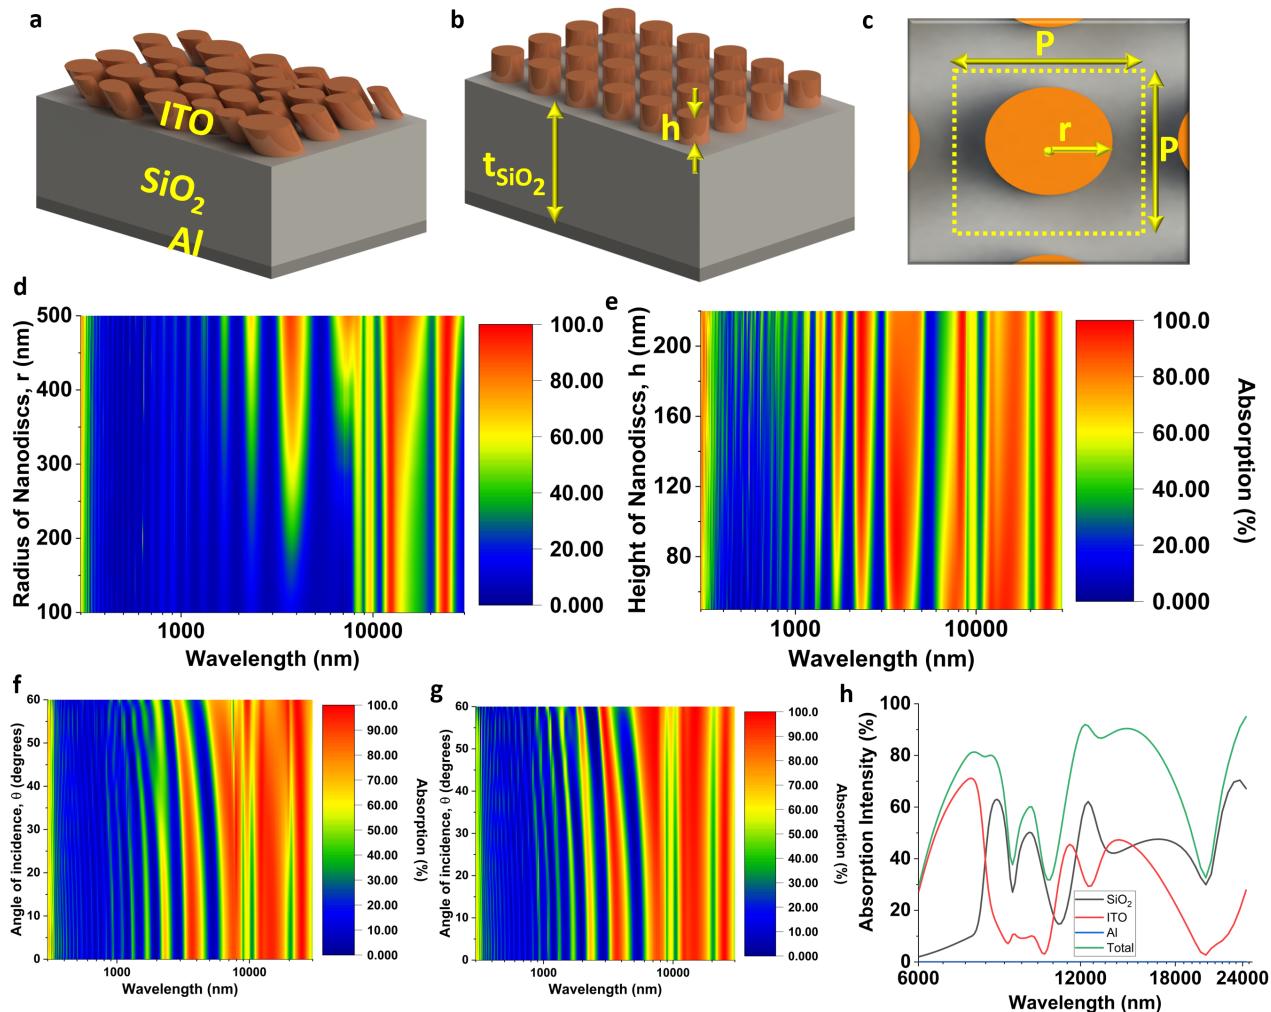 a
ITO
SiO2
Al
b
h
tSiO2
c
P
r
P
d
Radius of Nanodiscs, r (nm)
500
400
300
200
100
1000
10000
Wavelength (nm)
100.0
80.00
60.00
40.00
20.00
0.000
e
Height of Nanodiscs, h (nm)
200
160
120
80
1000
10000
Wavelength (nm)
100.0
80.00
60.00
40.00
20.00
0.000
Absorption (%)
f
Angle of incidence, θ (degrees)
60
50
40
30
20
10
0
1000
10000
Wavelength (nm)
100.0
90.00
80.00
70.00
60.00
50.00
40.00
30.00
20.00
10.00
0.000
Absorption (%)
g
Angle of incidence, θ (degrees)
60
50
40
30
20
10
0
1000
10000
Wavelength (nm)
100.0
90.00
80.00
70.00
60.00
50.00
40.00
30.00
20.00
10.00
0.000
Absorption (%)
h
Absorption Intensity (%)
100
80
60
40
20
0
SiO2
ITO
Al
Total
6000
12000
18000
24000
Wavelength (nm)